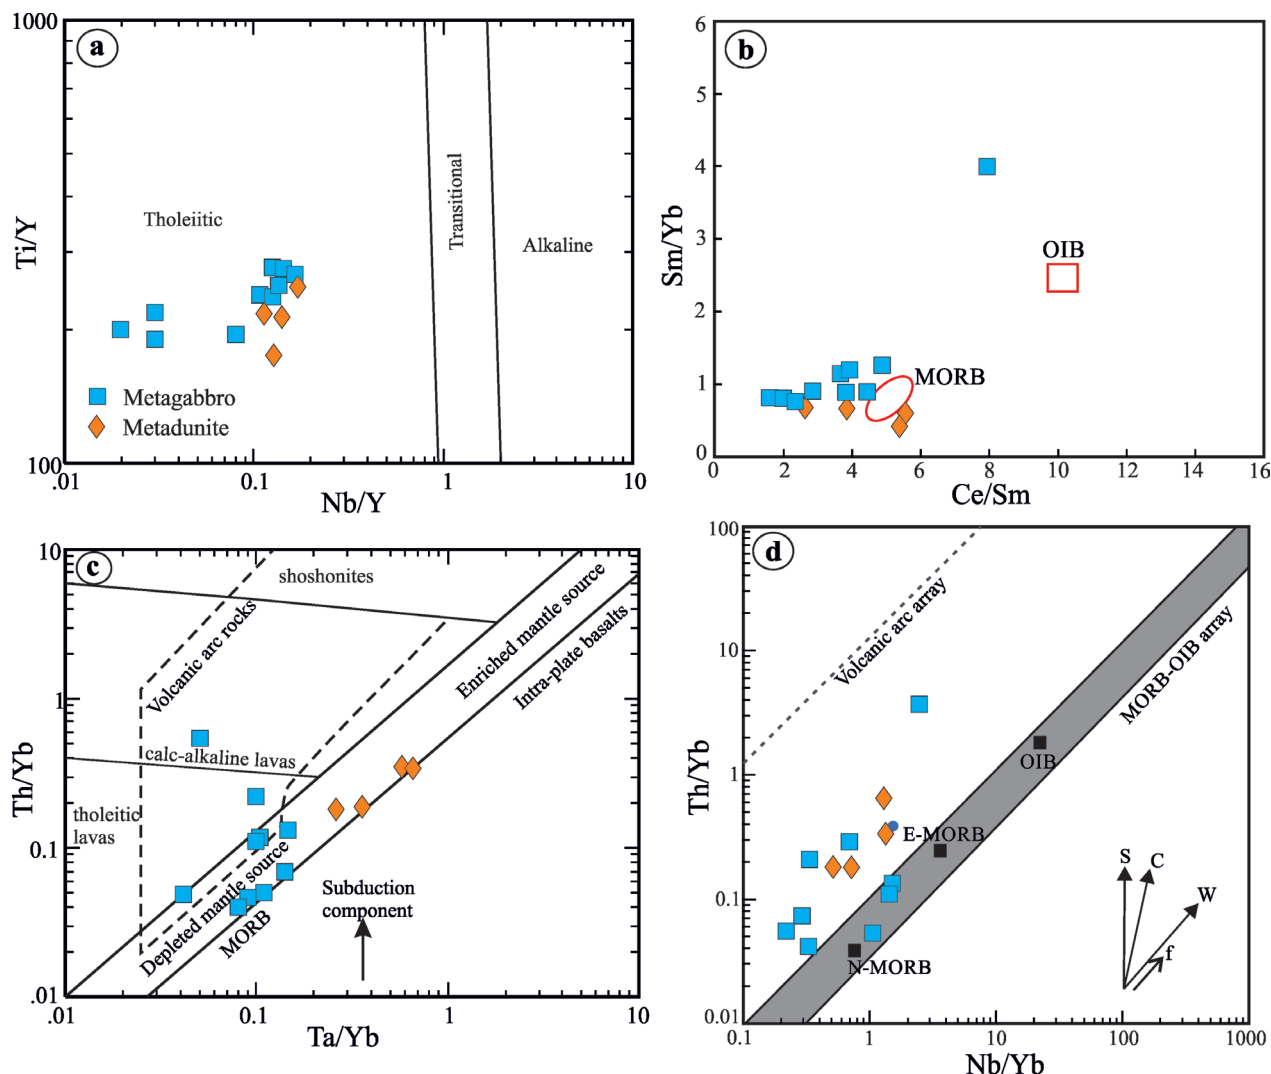 a
1000
100
Ti/Y
Tholeiitic
Transitional
Alkaline
Metagabbro
Metadunite
.01
0.1
1
10
Nb/Y
b
6
5
4
3
2
1
0
Sm/Yb
OIB
MORB
0
2
4
6
8
10
12
14
16
Ce/Sm
c
10
1
0.1
.01
Th/Yb
shoshonites
Volcanic arc rocks
Enriched mantle source
Intra-plate basalts
calc-alkaline lavas
tholeitic
lavas
Depleted mantle source
MORB
Subduction
component
.01
0.1
1
10
Ta/Yb
d
100
10
1
0.1
0.01
Th/Yb
Volcanic arc array
MORB-OIB array
OIB
E-MORB
N-MORB
S
C
W
f
0.1
1
10
100
1000
Nb/Yb